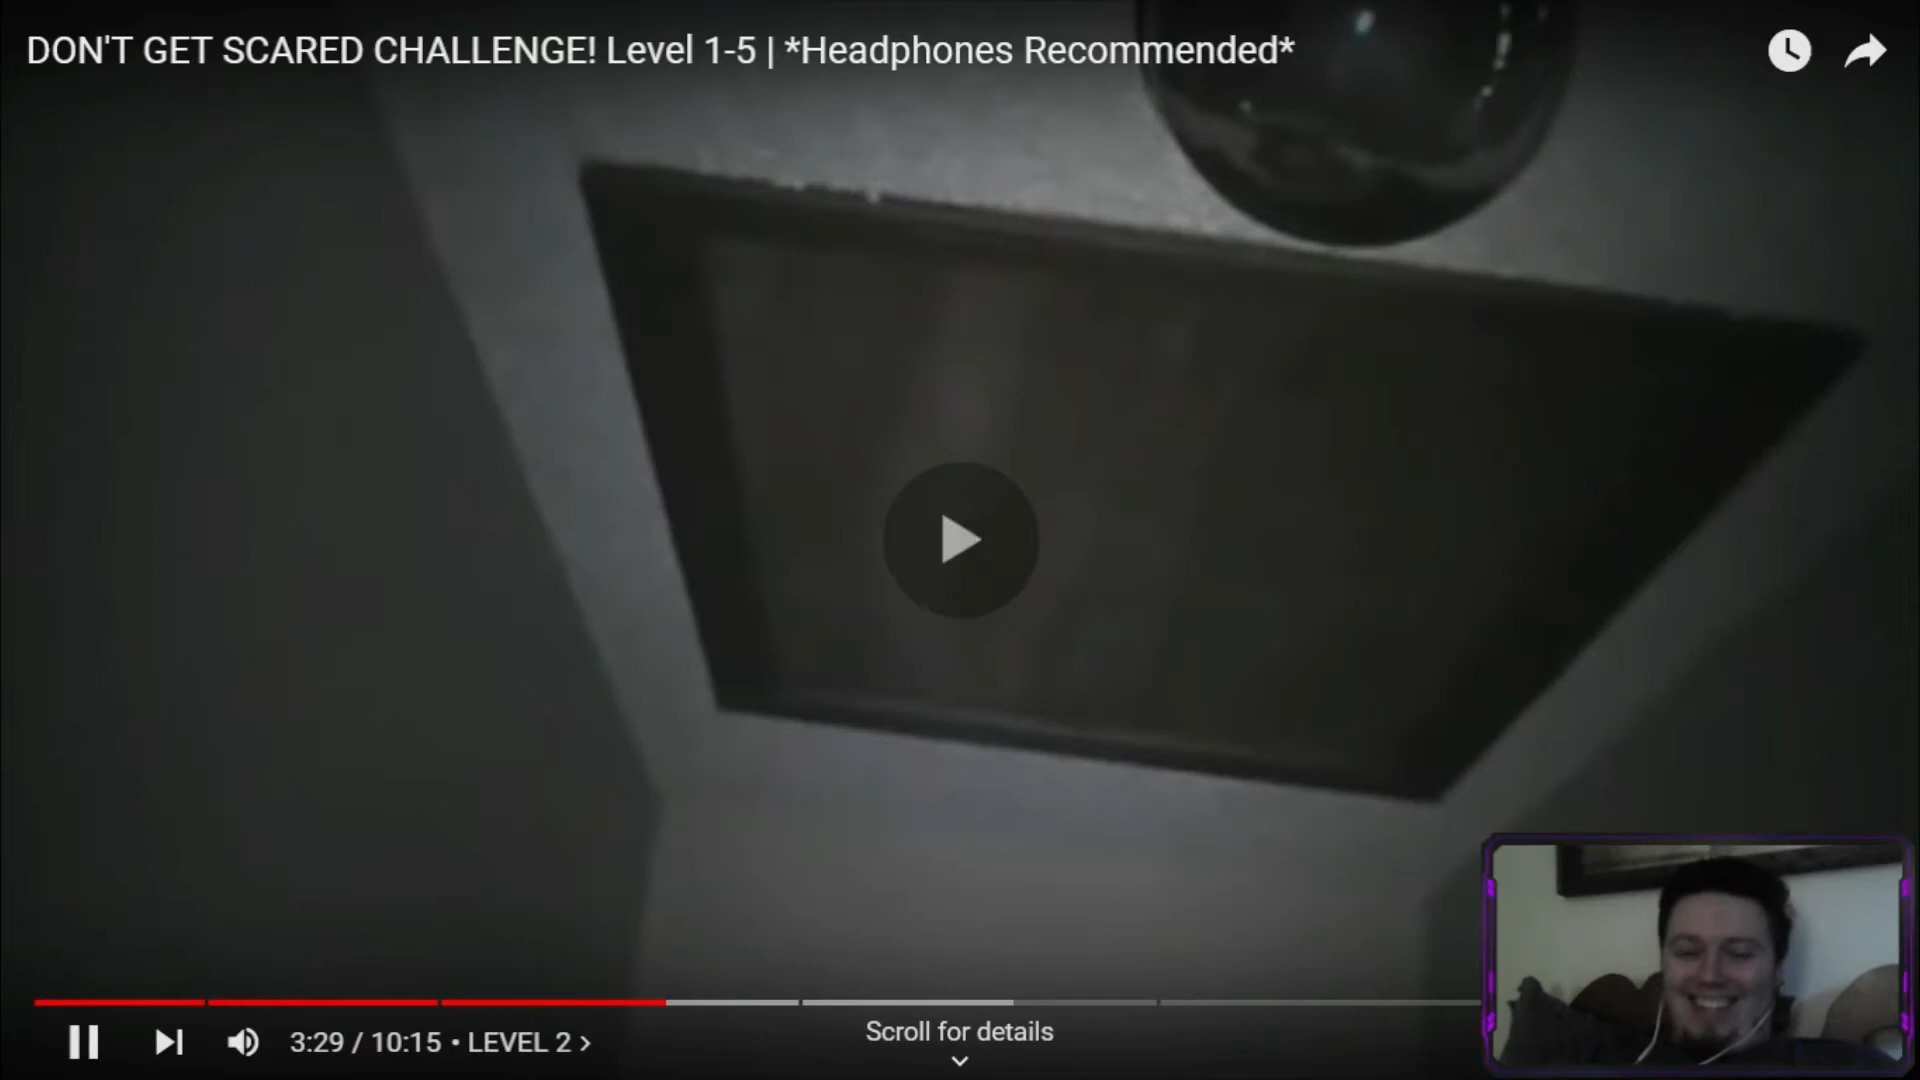 DON'T GET SCARED CHALLENGE! Level 1-5 | *Headphones Recommended*
3:29 / 10:15 • LEVEL 2 ›
Scroll for details